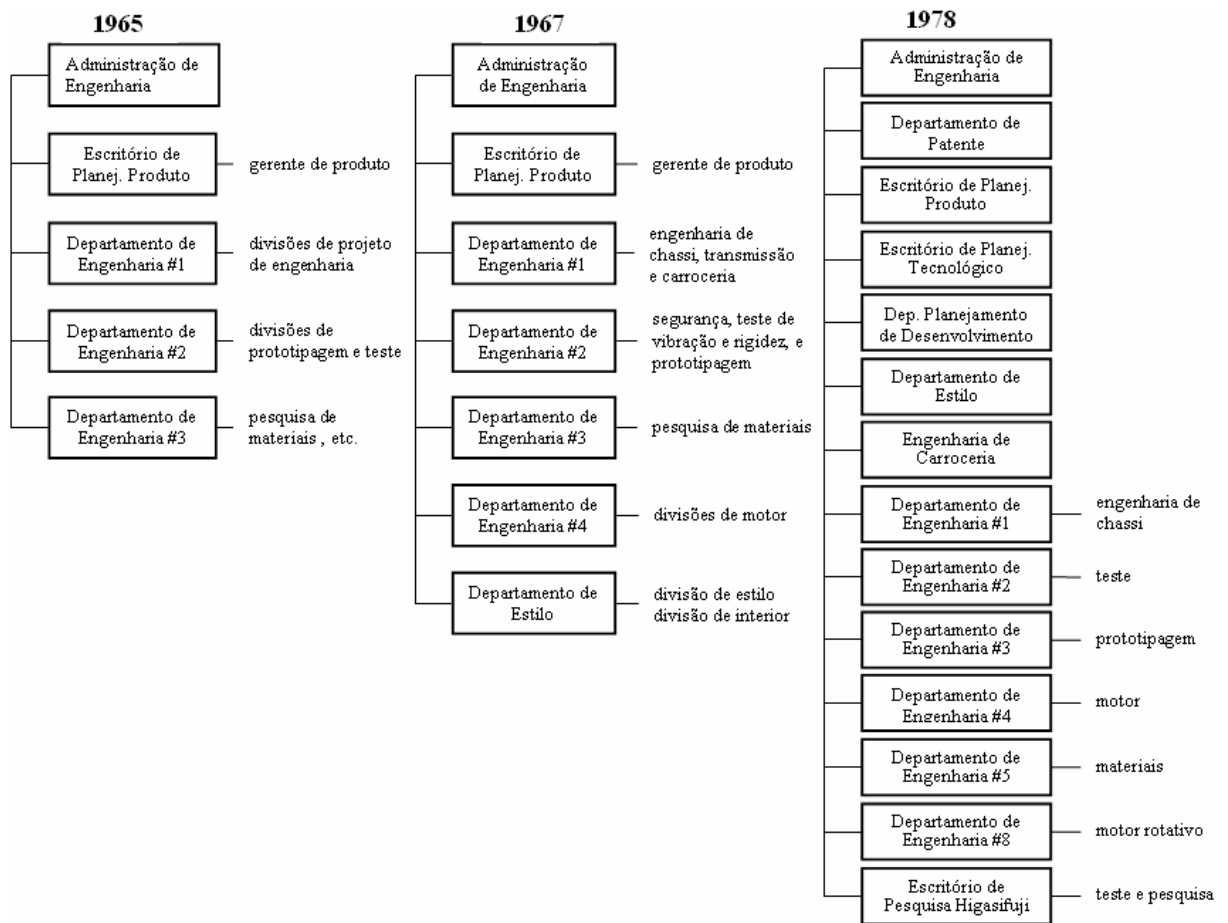 1965
Administração de
Engenharia
Escritório de
Planej. Produto
gerente de produto
Departamento de
Engenharia #1
divisões de projeto
de engenharia
Departamento de
Engenharia #2
divisões de
prototipagem e teste
Departamento de
Engenharia #3
pesquisa de
materiais , etc.
1967
Administração
de Engenharia
Escritório de
Planej. Produto
gerente de produto
Departamento de
Engenharia #1
engenharia de
chassi, transmissão
e carroceria
Departamento de
Engenharia #2
segurança, teste de
vibração e rigidez, e
prototipagem
Departamento de
Engenharia #3
pesquisa de materiais
Departamento de
Engenharia #4
divisões de motor
Departamento de
Estilo
divisão de estilo
divisão de interior
1978
Administração de
Engenharia
Departamento de
Patente
Escritório de Planej.
Produto
Escritório de Planej.
Tecnológico
Dep. Planejamento
de Desenvolvimento
Departamento de
Estilo
Engenharia de
Carroceria
Departamento de
Engenharia #1
engenharia de
chassi
Departamento de
Engenharia #2
teste
Departamento de
Engenharia #3
prototipagem
Departamento de
Engenharia #4
motor
Departamento de
Engenharia #5
materiais
Departamento de
Engenharia #8
motor rotativo
Escritório de
Pesquisa Higasifuji
teste e pesquisa